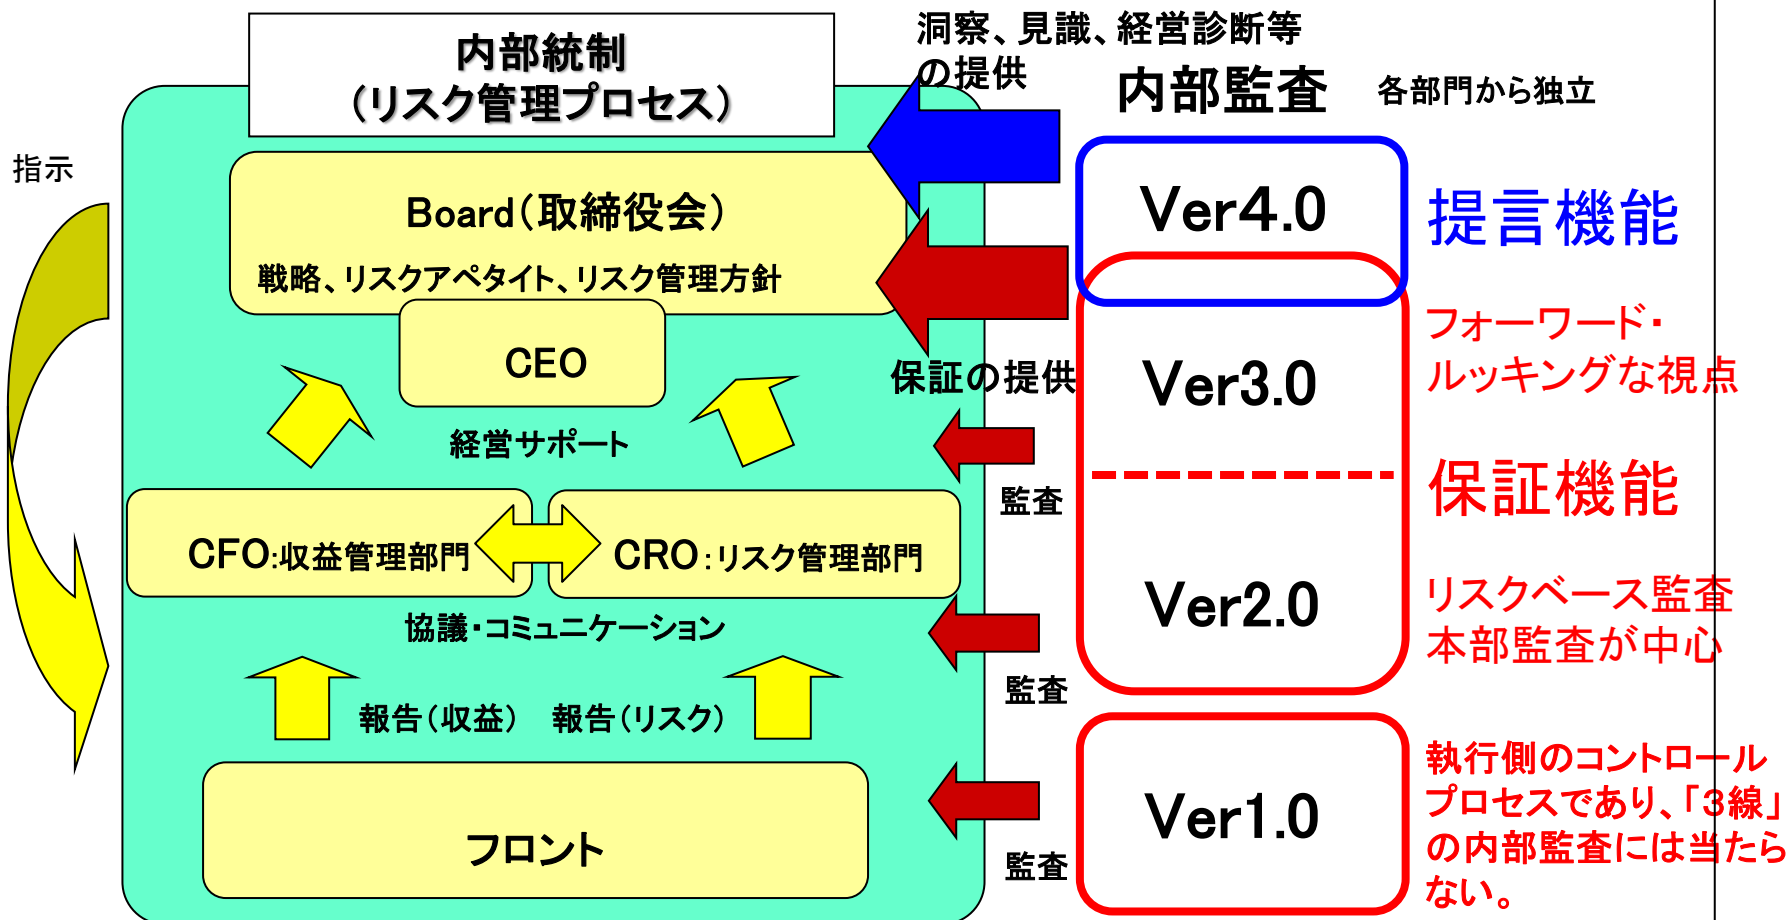 洞察、見識、経営診断等
の提供
内部統制
（リスク管理プロセス）
内部監査
各部門から独立
指示
Board（取締役会）
戦略、リスクアペタイト、リスク管理方針
Ver4.0
提言機能
CEO
フォーワード・
ルッキングな視点
保証の提供
Ver3.0
経営サポート
監査
保証機能
CFO:収益管理部門
CRO：リスク管理部門
協議・コミュニケーション
Ver2.0
リスクベース監査
本部監査が中心
監査
報告（収益）
報告（リスク）
フロント
Ver1.0
監査
執行側のコントロール
プロセスであり、「３線」
の内部監査には当たら
ない。